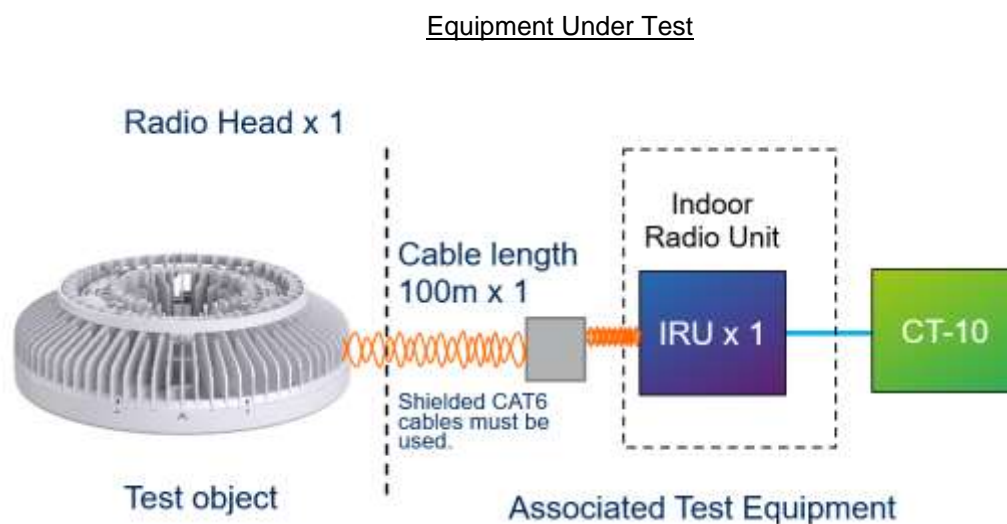 Equipment Under Test
Radio Head x 1
Cable length
100m x 1
Shielded CAT6
cables must be
used.
Indoor
Radio Unit
IRU x 1
CT-10
Test object
Associated Test Equipment